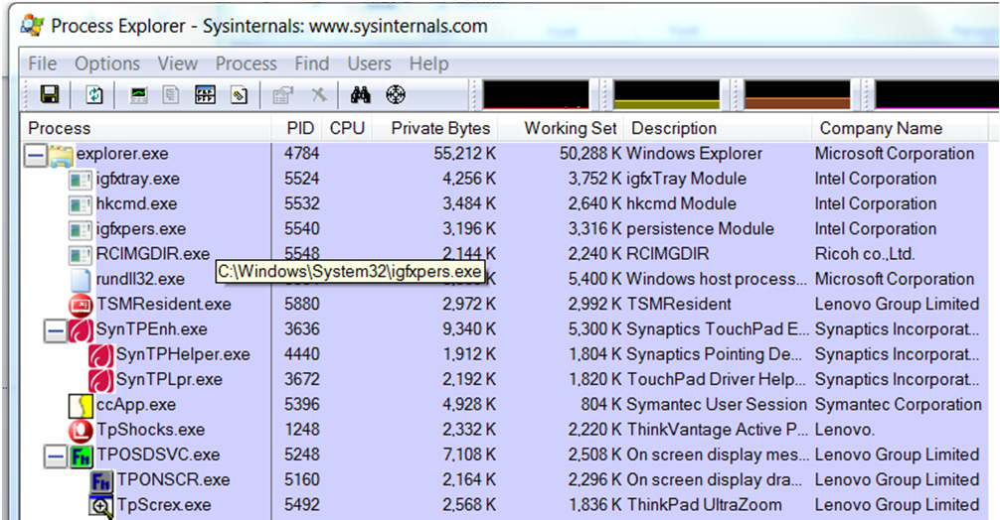 Process Explorer - Sysinternals: www.sysinternals.com
File Options View Process Find Users Help
Process PID CPU Private Bytes Working Set Description Company Name
explorer.exe 4784 55,212 K 50,288 K Windows Explorer Microsoft Corporation
igfxtray.exe 5524 4,256 K 3,752 K igfxTray Module Intel Corporation
hkcmd.exe 5532 3,484 K 2,640 K hkcmd Module Intel Corporation
igfxpers.exe 5540 3,196 K 3,316 K persistence Module Intel Corporation
RCIMGDIR.exe 5548 2,144 K 2,240 K RCIMGDIR Ricoh co.,Ltd.
C:\Windows\System32\igfxpers.exe
rundll32.exe 5,400 K Windows host process... Microsoft Corporation
TSMResident.exe 5880 2,972 K 2,992 K TSMResident Lenovo Group Limited
SynTPEnh.exe 3636 9,340 K 5,300 K Synaptics TouchPad E... Synaptics Incorporat...
SynTPHelper.exe 4440 1,912 K 1,804 K Synaptics Pointing De... Synaptics Incorporat...
SynTPLpr.exe 3672 2,192 K 1,820 K TouchPad Driver Help... Synaptics Incorporat...
ccApp.exe 5396 4,928 K 804 K Symantec User Session Symantec Corporation
TpShocks.exe 1248 2,332 K 2,220 K ThinkVantage Active P... Lenovo.
TPOSDSVC.exe 5248 7,108 K 2,508 K On screen display mes... Lenovo Group Limited
TPONSCR.exe 5160 2,164 K 2,296 K On screen display dra... Lenovo Group Limited
TpScrex.exe 5492 2,568 K 1,836 K ThinkPad UltraZoom Lenovo Group Limited